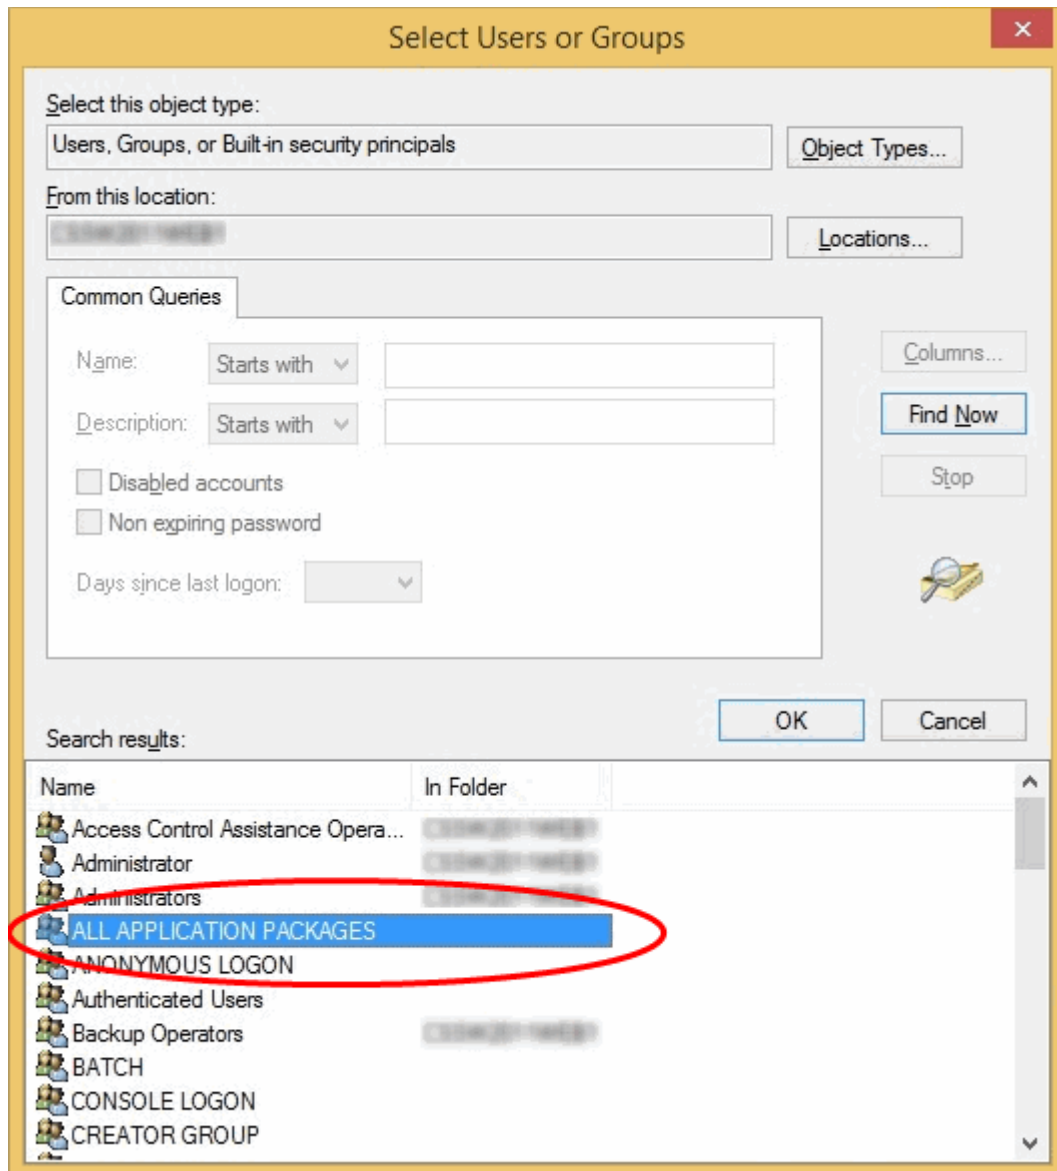 Select Users or Groups
Select this object type:
Users, Groups, or Built-in security principals
Object Types...
From this location:
Locations...
Common Queries
Name:
Starts with
Columns...
Description:
Starts with
Find Now
Disabled accounts
Stop
Non expiring password
Days since last logon:
OK
Cancel
Search results:
Name
In Folder
Access Control Assistance Opera...
Administrator
Administrators
ALL APPLICATION PACKAGES
ANONYMOUS LOGON
Authenticated Users
Backup Operators
BATCH
CONSOLE LOGON
CREATOR GROUP